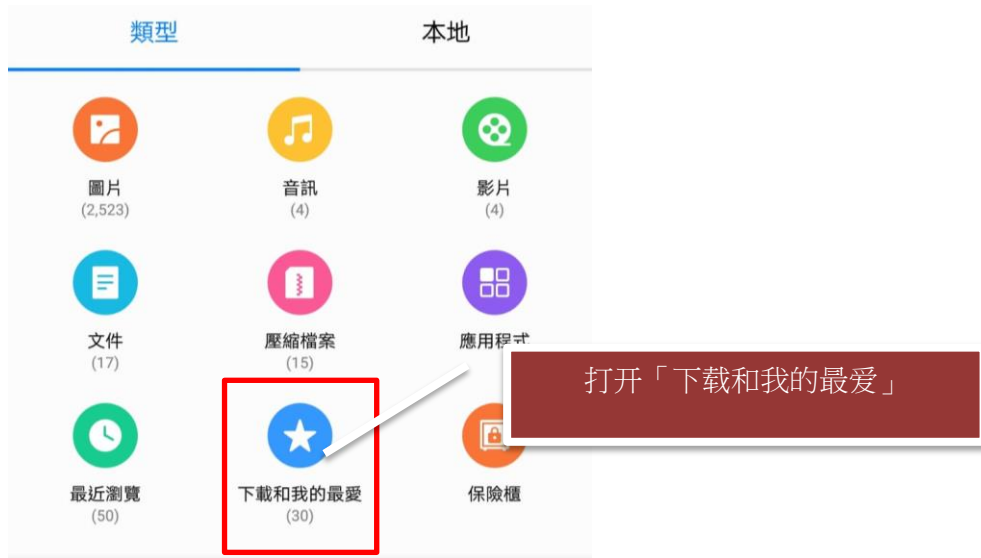 類型
本地
圖片
(2,523)
音訊
(4)
影片
(4)
文件
(17)
壓縮檔案
(15)
應用程式
打开「下载和我的最爱」
最近瀏覽
(50)
下載和我的最愛
(30)
保險櫃